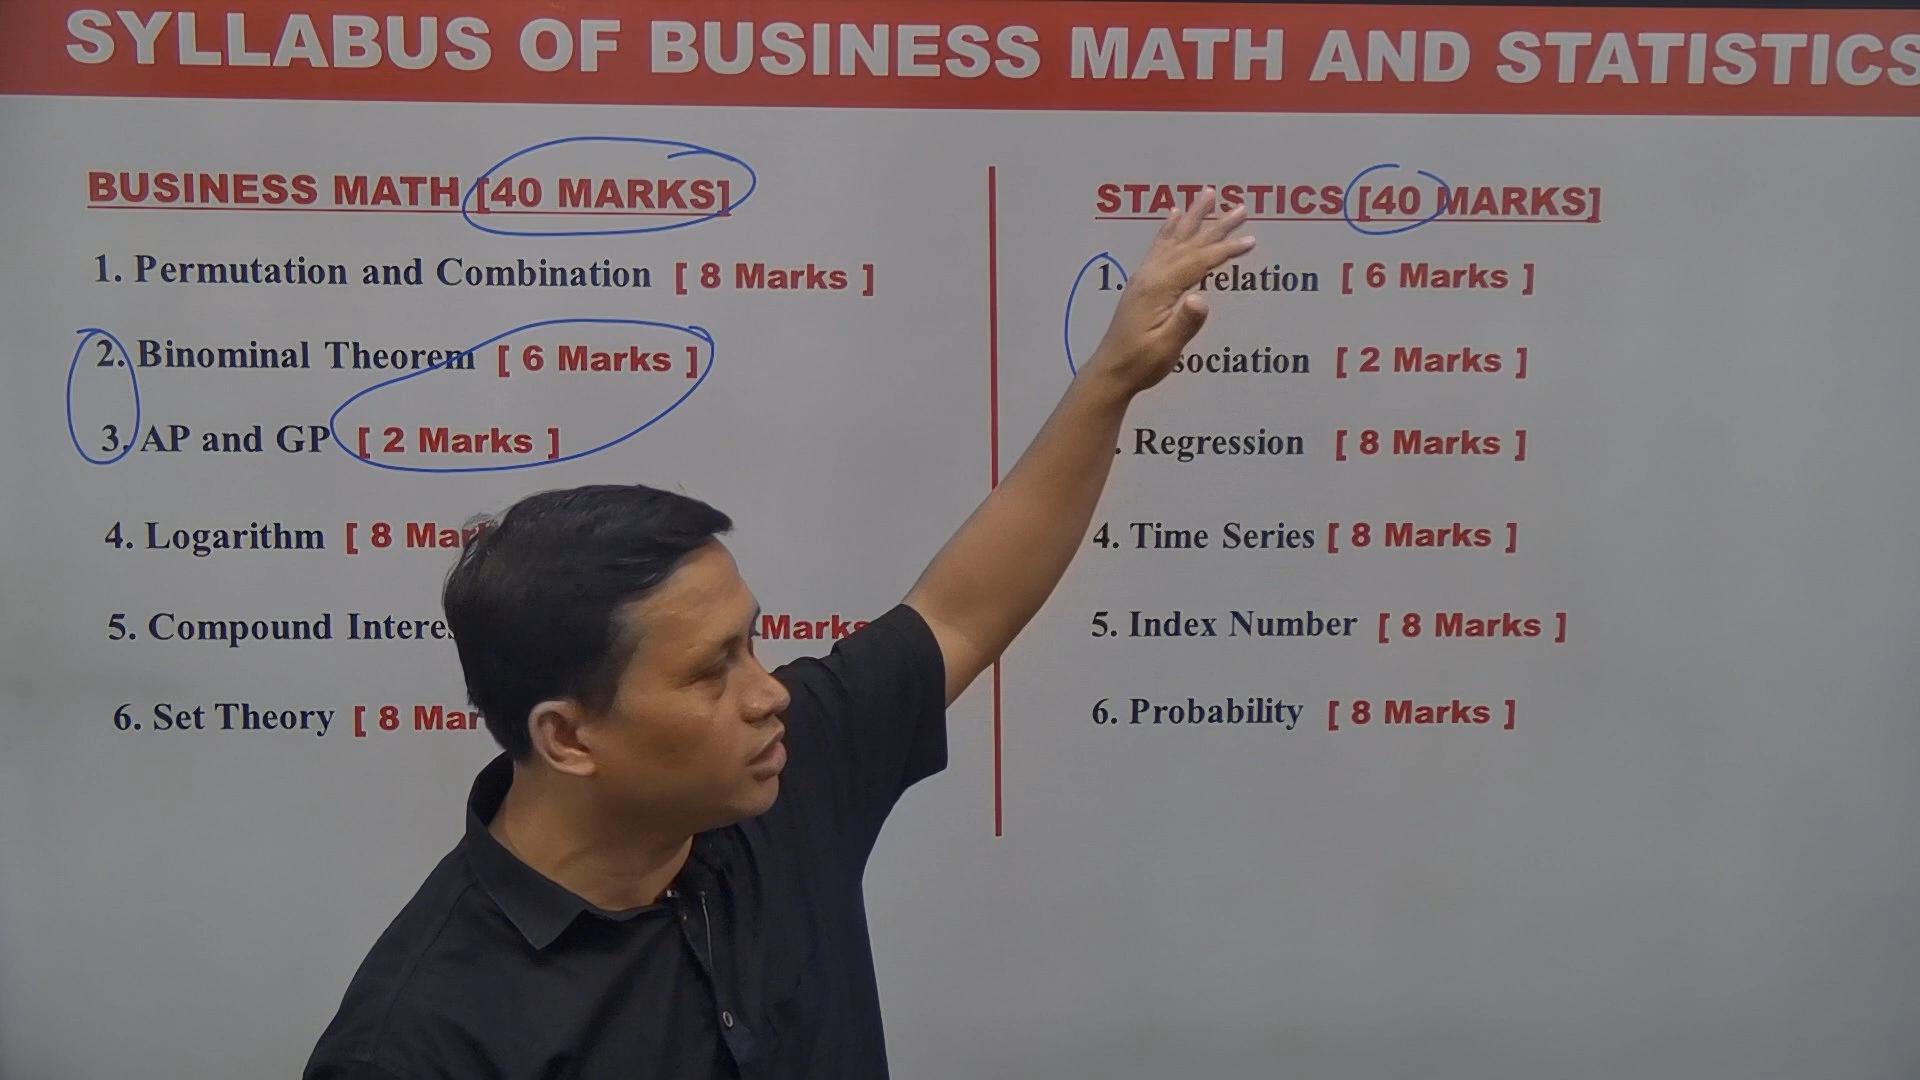 SYLLABUS OF BUSINESS MATH AND STATISTICS
BUSINESS MATH [40 MARKS]
1. Permutation and Combination [ 8 Marks ]
2. Binominal Theorem [ 6 Marks ]
3. AP and GP [ 2 Marks ]
4. Logarithm [ 8
5. Compound Marks
6. Set Theory [ 8
STATISTICS [40 MARKS]
1. [ 6 Marks ]
[ 2 Marks ]
. Regression [ 8 Marks ]
4. Time Series [ 8 Marks ]
5. Index Number [ 8 Marks ]
6. Probability [ 8 Marks ]